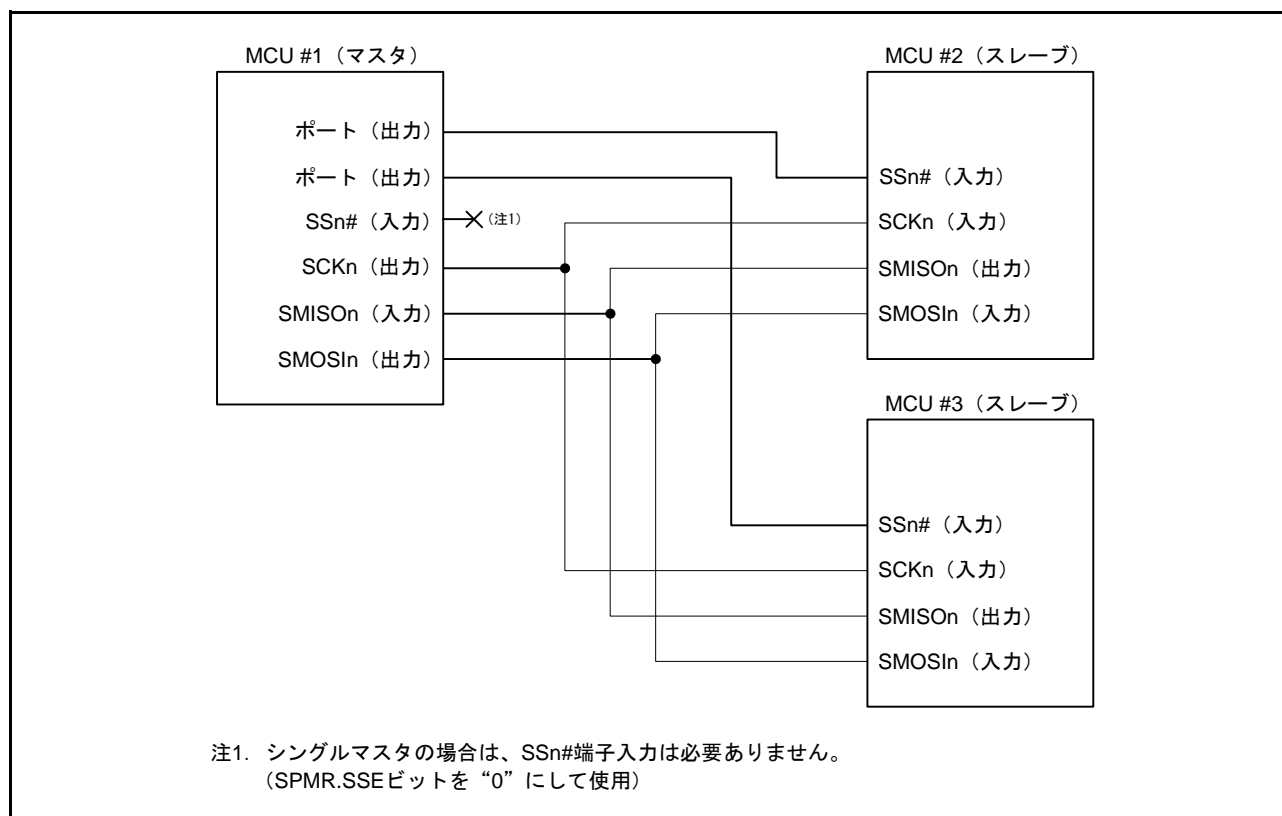 MCU #1（マスタ）
ポート（出力）
ポート（出力）
SSn#（入力）
（注1）
SCKn（出力）
SMISOn（入力）
SMOSIn（出力）
MCU #2（スレーブ）
SSn#（入力）
SCKn（入力）
SMISOn（出力）
SMOSIn（入力）
MCU #3（スレーブ）
SSn#（入力）
SCKn（入力）
SMISOn（出力）
SMOSIn（入力）
注1. シングルマスタの場合は、SSn#端子入力は必要ありません。
（SPMR.SSEビットを“0”にして使用）